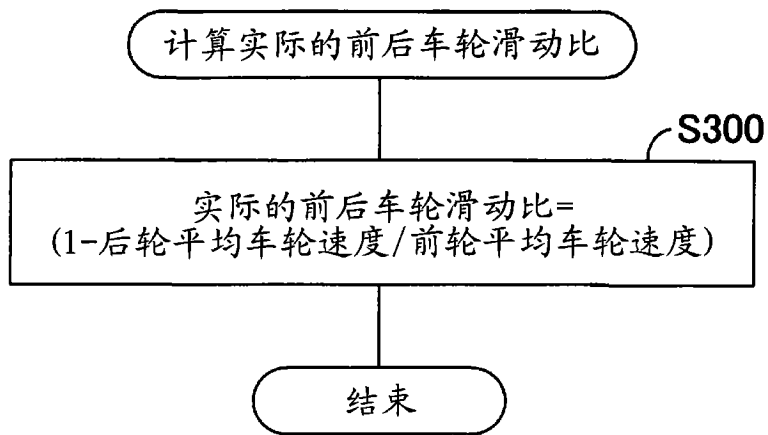 计算实际的前后车轮滑动比
S300
实际的前后车轮滑动比=
(1-后轮平均车轮速度/前轮平均车轮速度)
结束